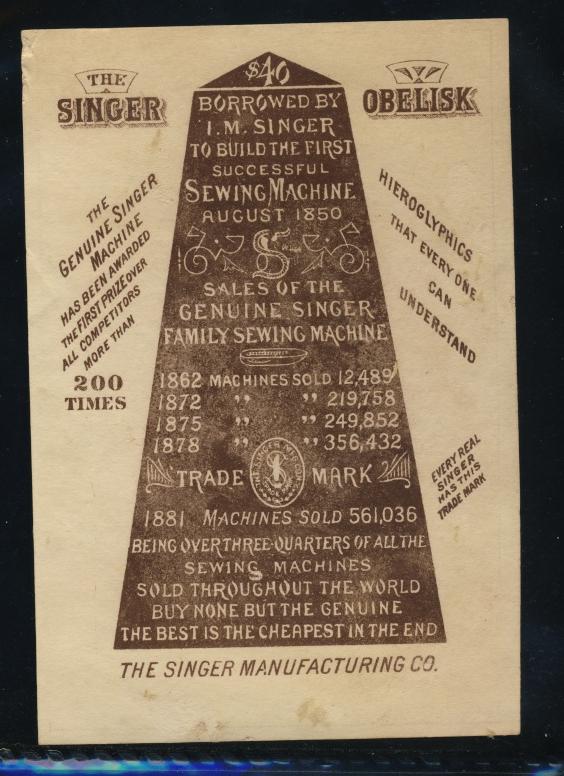 THE
SINGER
OBELISK
THE
GENUINE SINGER
MACHINE
HAS BEEN AWARDED
THE FIRST PRIZE OVER
ALL COMPETITORS
MORE THAN
200
TIMES
$40
BORROWED BY
I. M. SINGER
TO BUILD THE FIRST
SUCCESSFUL
SEWING MACHINE
AUGUST 1850
SALES OF THE
GENUINE SINGER
FAMILY SEWING MACHINE
1862 MACHINES SOLD 12,489
1872 " " 219,758
1875 " " 249,852
1878 " " 356,432
TRADE MARK
1881 MACHINES SOLD 561,036
BEING OVER THREE-QUARTERS OF ALL THE
SEWING MACHINES
SOLD THROUGHOUT THE WORLD
BUY NONE BUT THE GENUINE
THE BEST IS THE CHEAPEST IN THE END
HIEROGLYPHICS
THAT EVERY ONE
CAN
UNDERSTAND
EVERY REAL
SINGER
HAS THIS
TRADE MARK
THE SINGER MANUFACTURING CO.